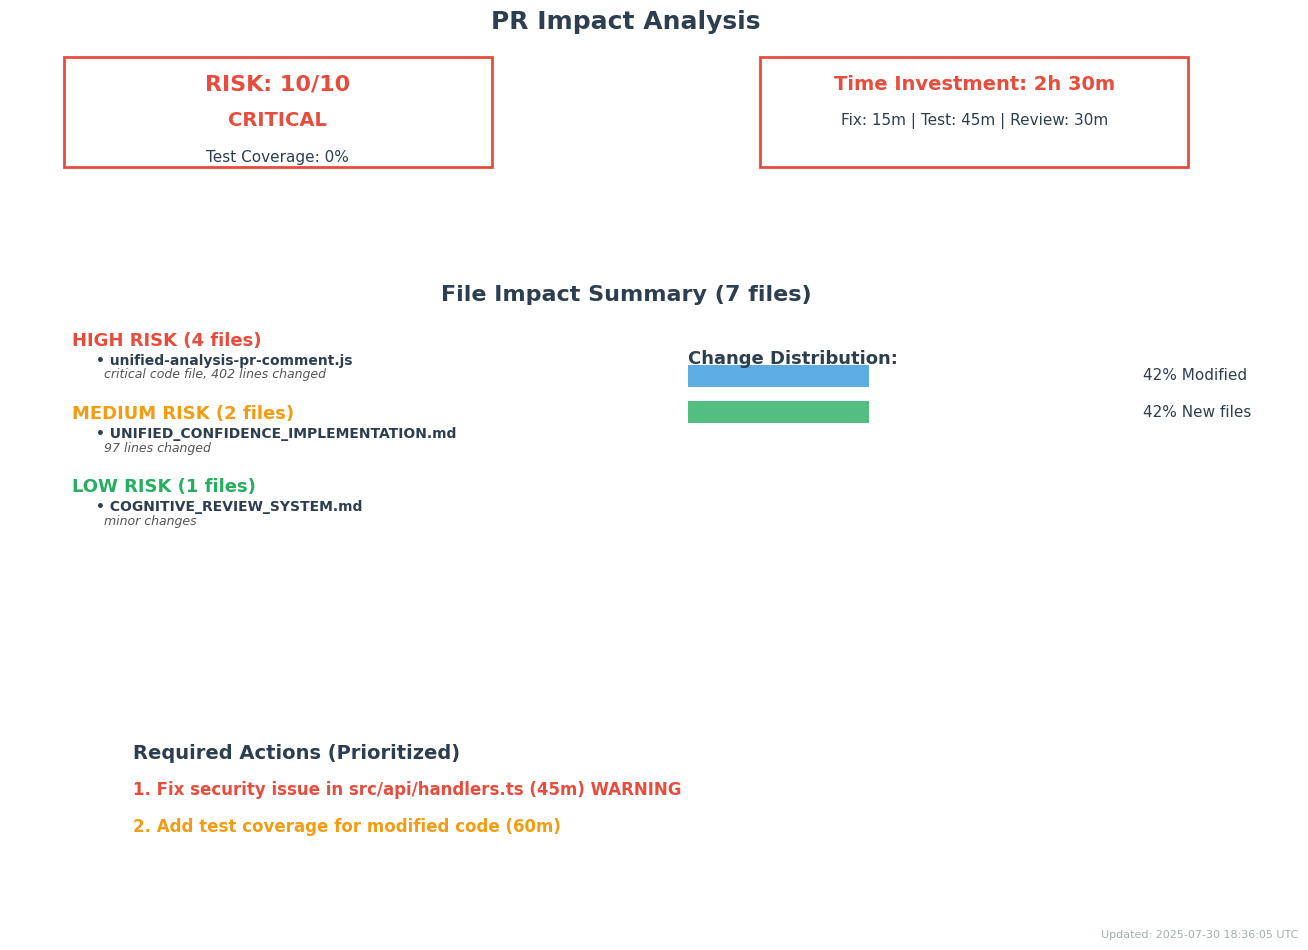 PR Impact Analysis
RISK: 10/10
CRITICAL
Test Coverage: 0%
Time Investment: 2h 30m
Fix: 15m | Test: 45m | Review: 30m
File Impact Summary (7 files)
HIGH RISK (4 files)
• unified-analysis-pr-comment.js
critical code file, 402 lines changed
MEDIUM RISK (2 files)
• UNIFIED_CONFIDENCE_IMPLEMENTATION.md
97 lines changed
LOW RISK (1 files)
• COGNITIVE_REVIEW_SYSTEM.md
minor changes
Change Distribution:
42% Modified
42% New files
Required Actions (Prioritized)
1. Fix security issue in src/api/handlers.ts (45m) WARNING
2. Add test coverage for modified code (60m)
Updated: 2025-07-30 18:36:05 UTC